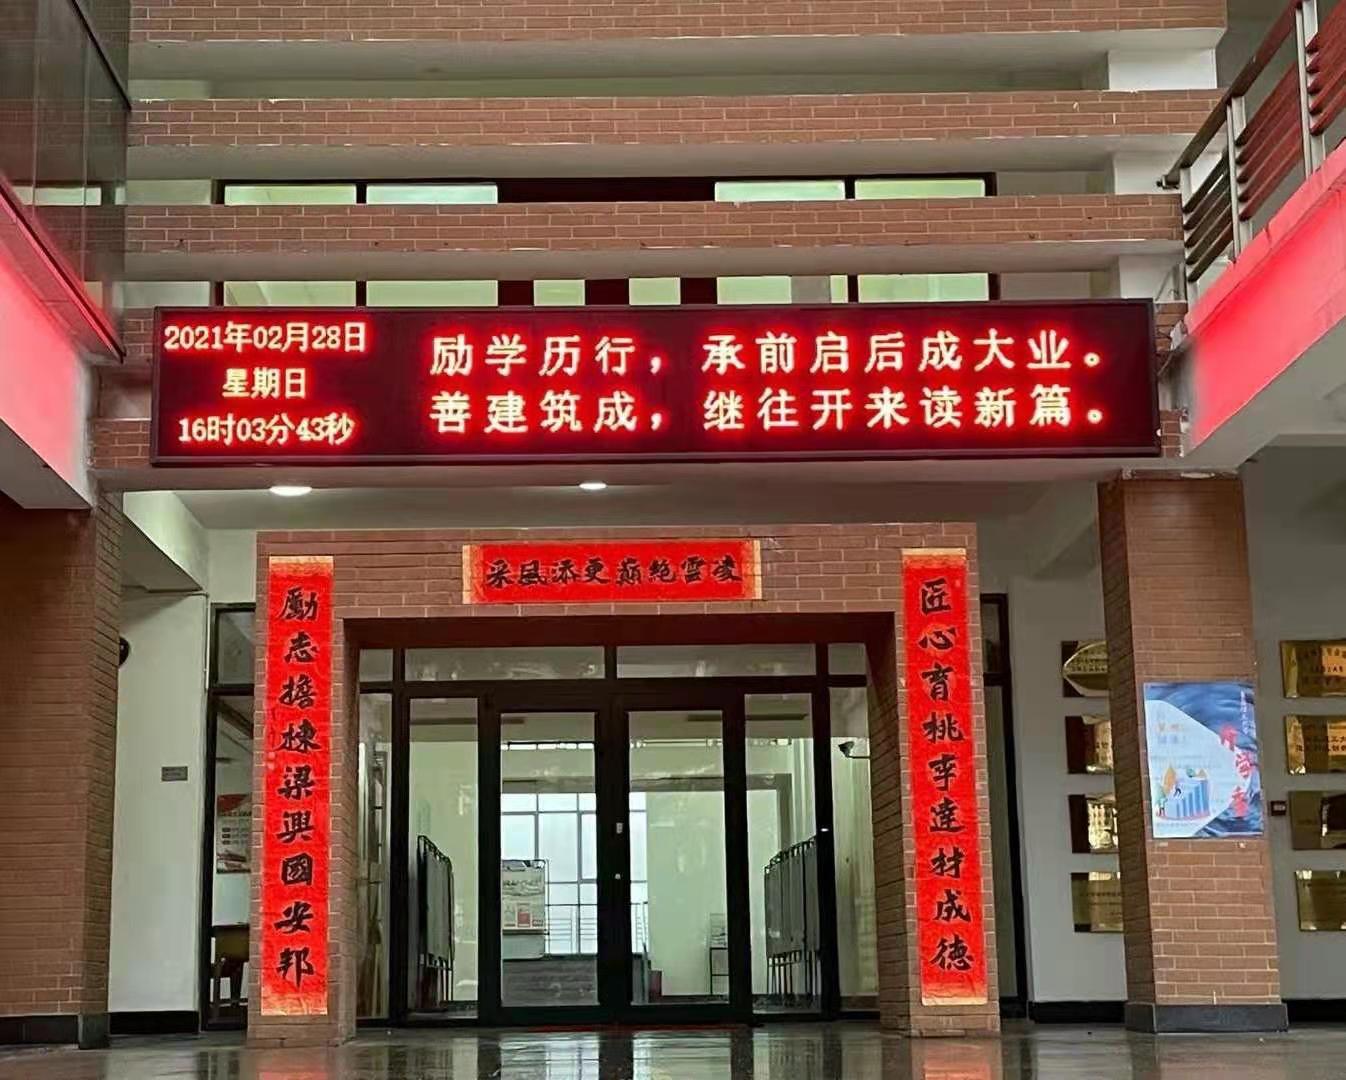 2021年02月28日
星期日
16时03分43秒
励学历行，承前启后成大业。
善建筑成，继往开来读新篇。
凌雲絶巔更添風采
匠心育桃李達材成德
勵志擔棟梁興國安邦